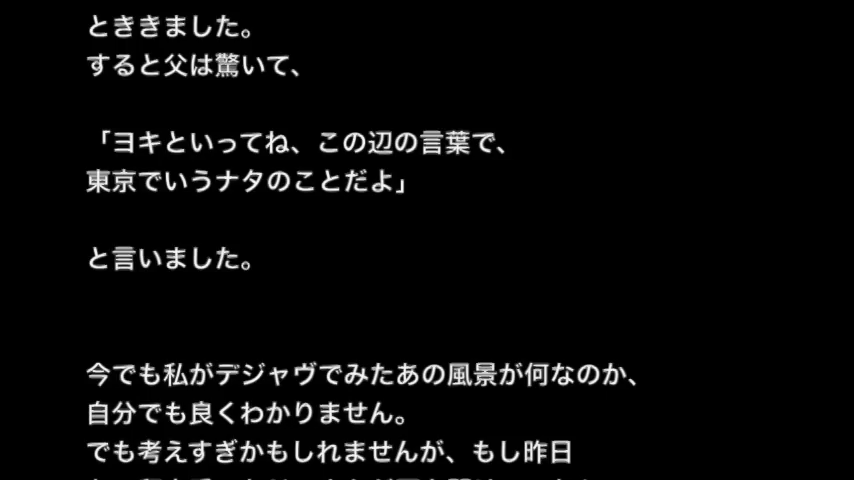 とききました。
すると父は驚いて、
「ヨキといってね、この辺の言葉で、
東京でいうナタのことだよ」
と言いました。
今でも私がデジャヴでみたあの風景が何なのか、
自分でも良くわかりません。
でも考えすぎかもしれませんが、もし昨日